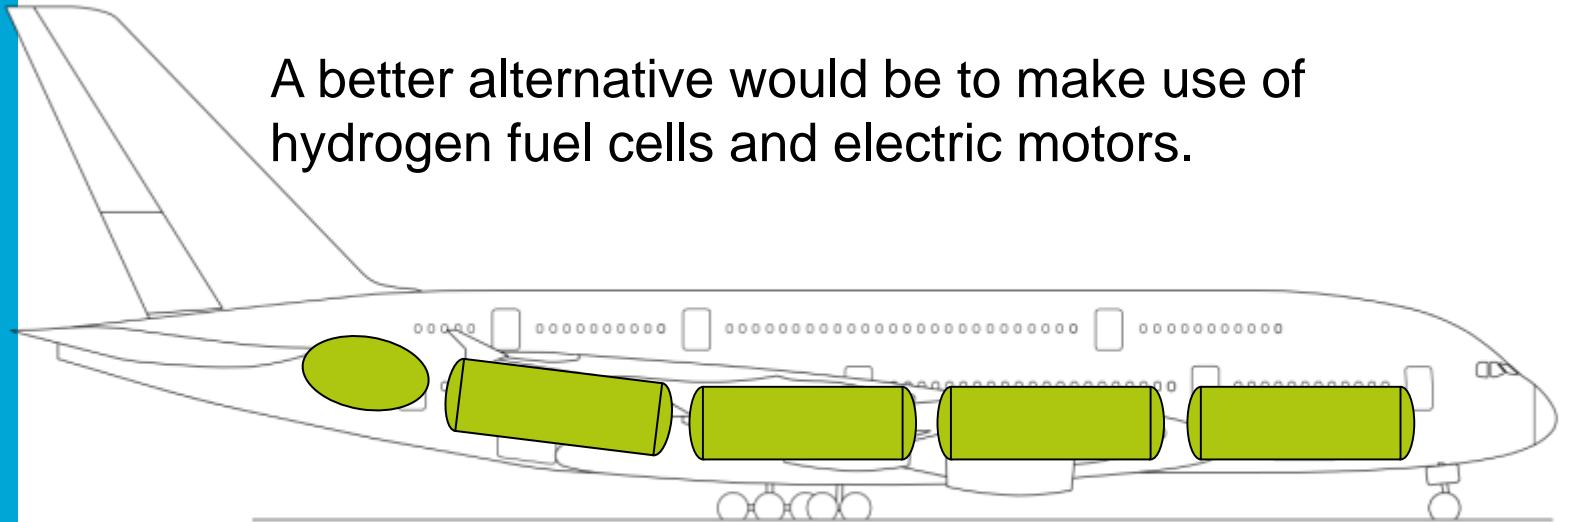 A better alternative would be to make use of
hydrogen fuel cells and electric motors.